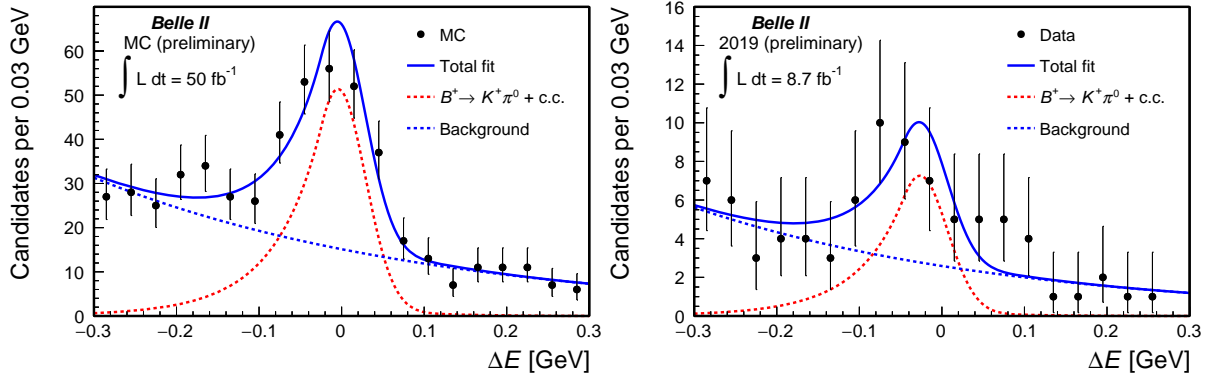 Belle II
MC (preliminary)
∫ L dt = 50 fb⁻¹
MC
Total fit
B⁺→ K⁺π⁰ + c.c.
Background
Candidates per 0.03 GeV
0
10
20
30
40
50
60
−0.3
−0.2
−0.1
0
0.1
0.2
0.3
ΔE [GeV]
Belle II
2019 (preliminary)
∫ L dt = 8.7 fb⁻¹
Data
Total fit
B⁺→ K⁺π⁰ + c.c.
Background
Candidates per 0.03 GeV
0
2
4
6
8
10
12
14
16
−0.3
−0.2
−0.1
0
0.1
0.2
0.3
ΔE [GeV]